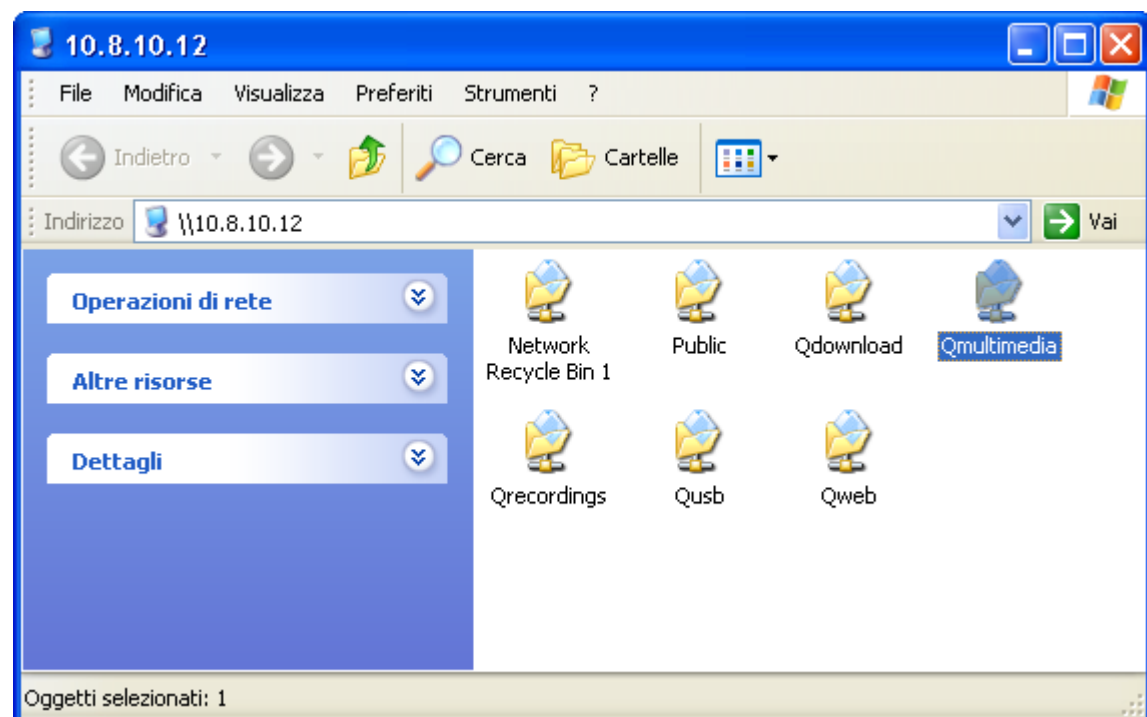 10.8.10.12
File Modifica Visualizza Preferiti Strumenti ?
Indietro Cerca Cartelle
Indirizzo \\10.8.10.12 Vai
Operazioni di rete
Altre risorse
Dettagli
Network Recycle Bin 1
Public
Qdownload
Qmultimedia
Qrecordings
Qusb
Qweb
Oggetti selezionati: 1